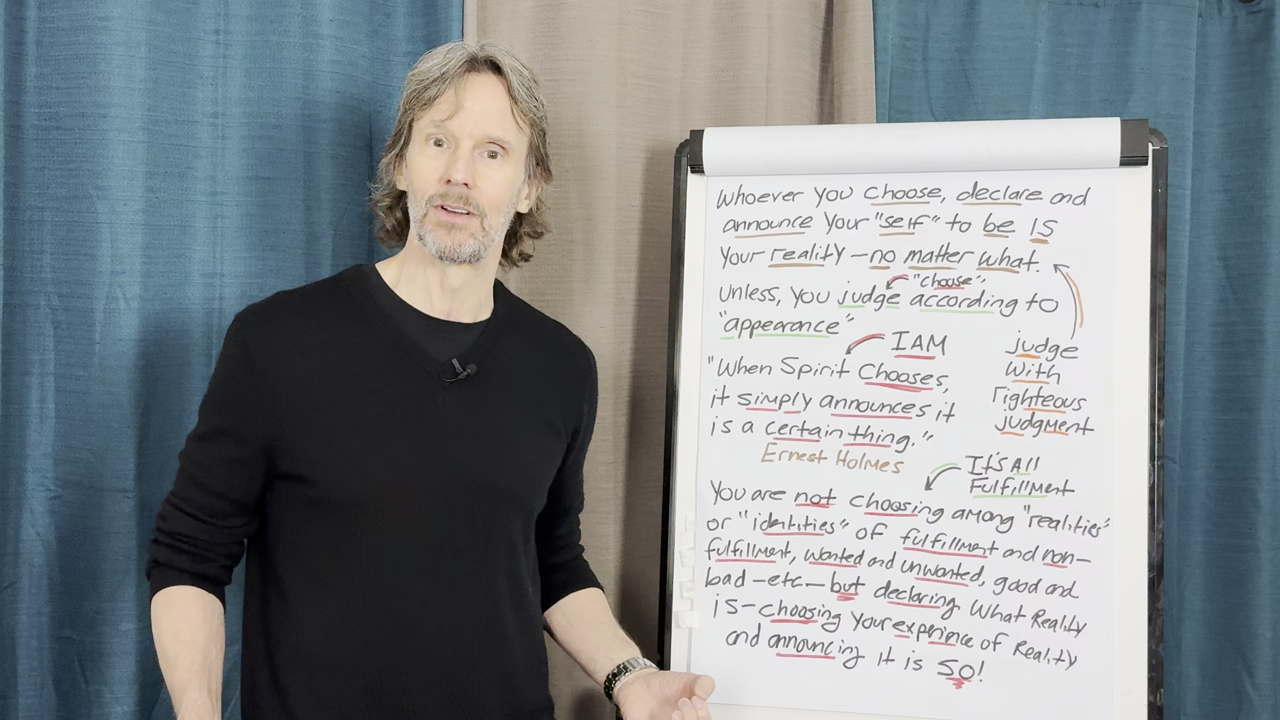 Whoever you choose, declare and
announce your "self" to be IS
your reality – no matter what.
"choose"
Unless, you judge according to
"appearance"
I AM
"When Spirit Chooses,
it simply announces it
is a certain thing."
Ernest Holmes
judge
with
righteous
judgment
It's All
Fulfillment
You are not choosing among "realities"
or "identities" of fulfillment and non-
fulfillment, wanted and unwanted, good and
bad – etc – but declaring what Reality
is – choosing your experience of Reality
and announcing it is SO!